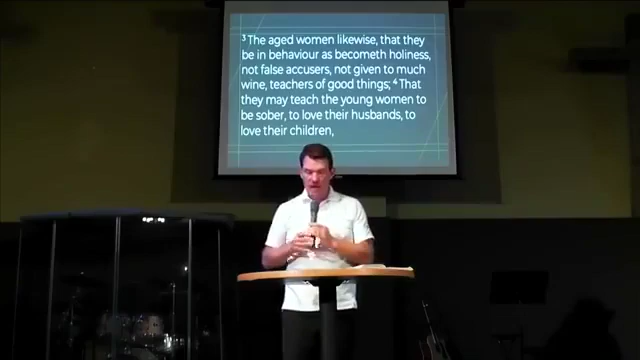 ³ The aged women likewise, that they
be in behaviour as becometh holiness,
not false accusers, not given to much
wine, teachers of good things; ⁴ That
they may teach the young women to
be sober, to love their husbands, to
love their children,